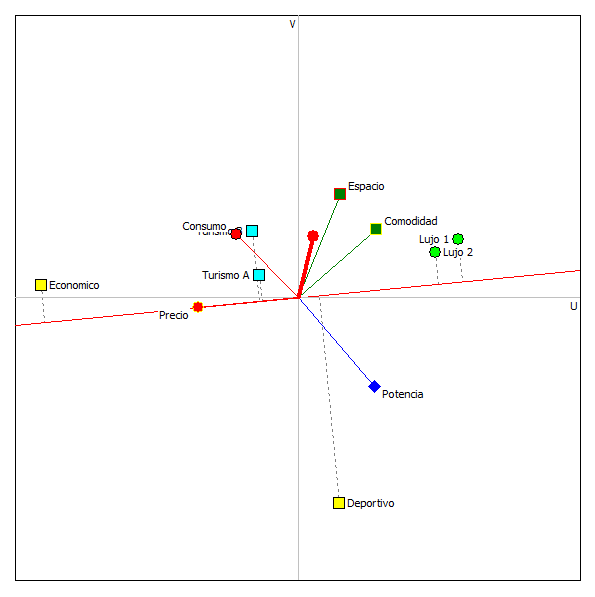 V
Espacio
Comodidad
Consumo
Lujo 1
Lujo 2
Turismo A
Economico
U
Precio
Potencia
Deportivo